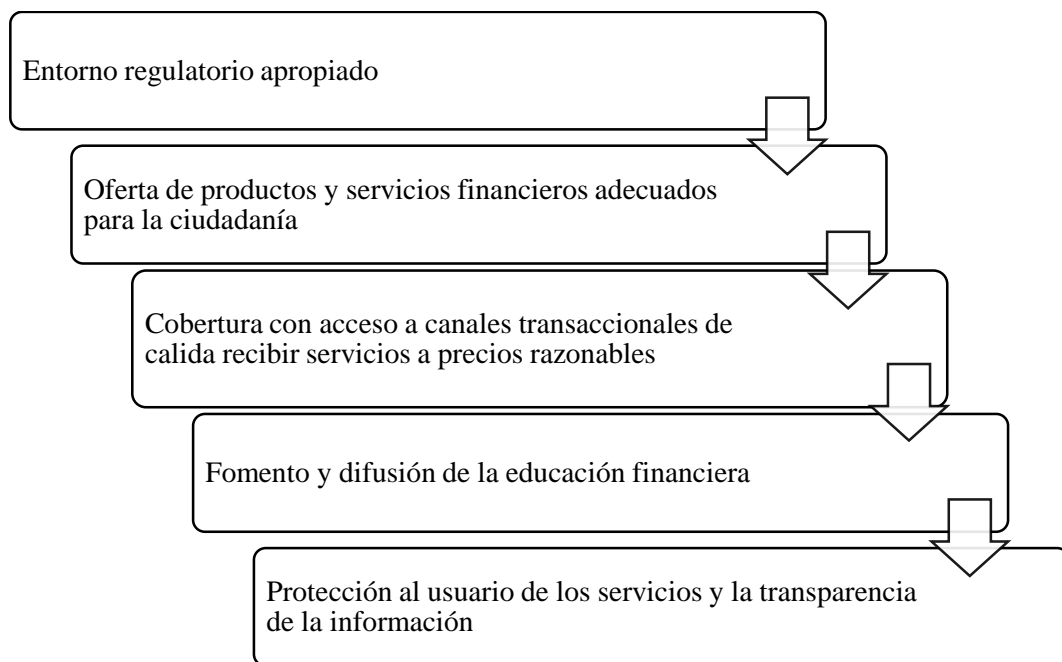 Entorno regulatorio apropiado
Oferta de productos y servicios financieros adecuados
para la ciudadanía
Cobertura con acceso a canales transaccionales de
calida recibir servicios a precios razonables
Fomento y difusión de la educación financiera
Protección al usuario de los servicios y la transparencia
de la información